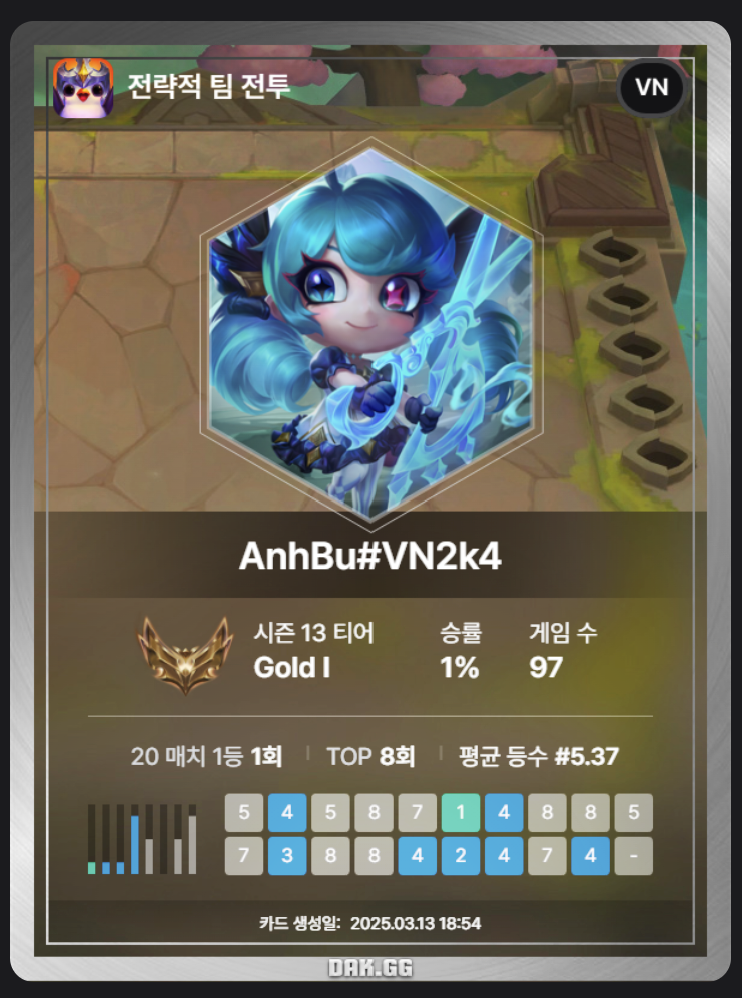 전략적 팀 전투
VN
AnhBu#VN2k4
시즌 13 티어 승률 게임 수
Gold I 1% 97
20 매치 1등 1회 TOP 8회 평균 등수 #5.37
5 4 5 8 7 1 4 8 8 5
7 3 8 8 4 2 4 7 4 -
카드 생성일: 2025.03.13 18:54
DAK.GG